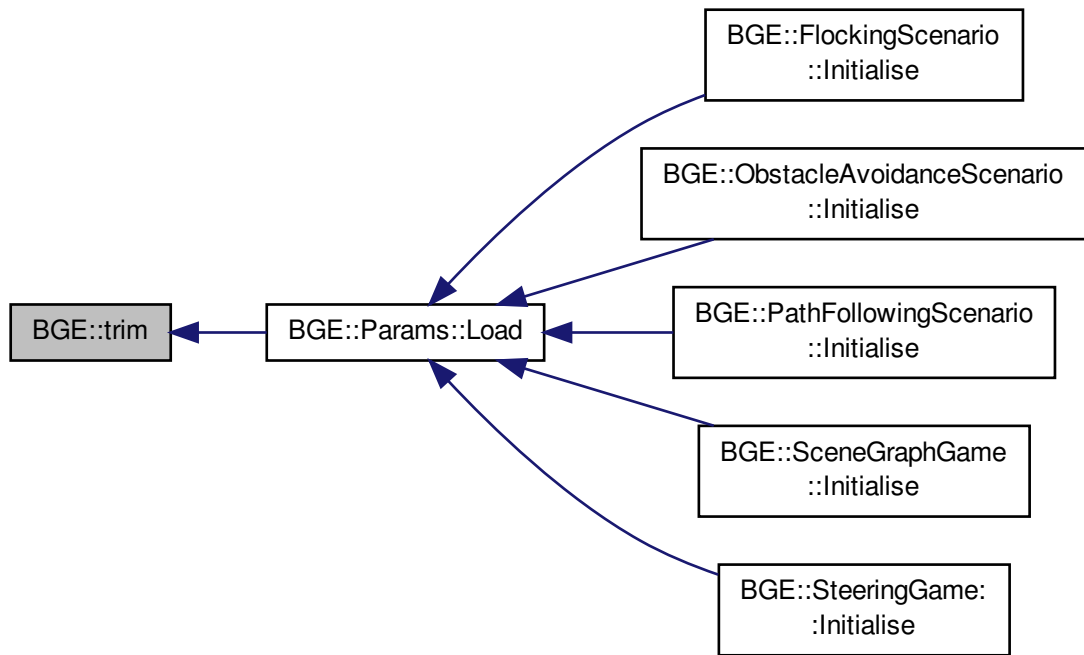 BGE::trim
BGE::Params::Load
BGE::FlockingScenario
::Initialise
BGE::ObstacleAvoidanceScenario
::Initialise
BGE::PathFollowingScenario
::Initialise
BGE::SceneGraphGame
::Initialise
BGE::SteeringGame:
:Initialise